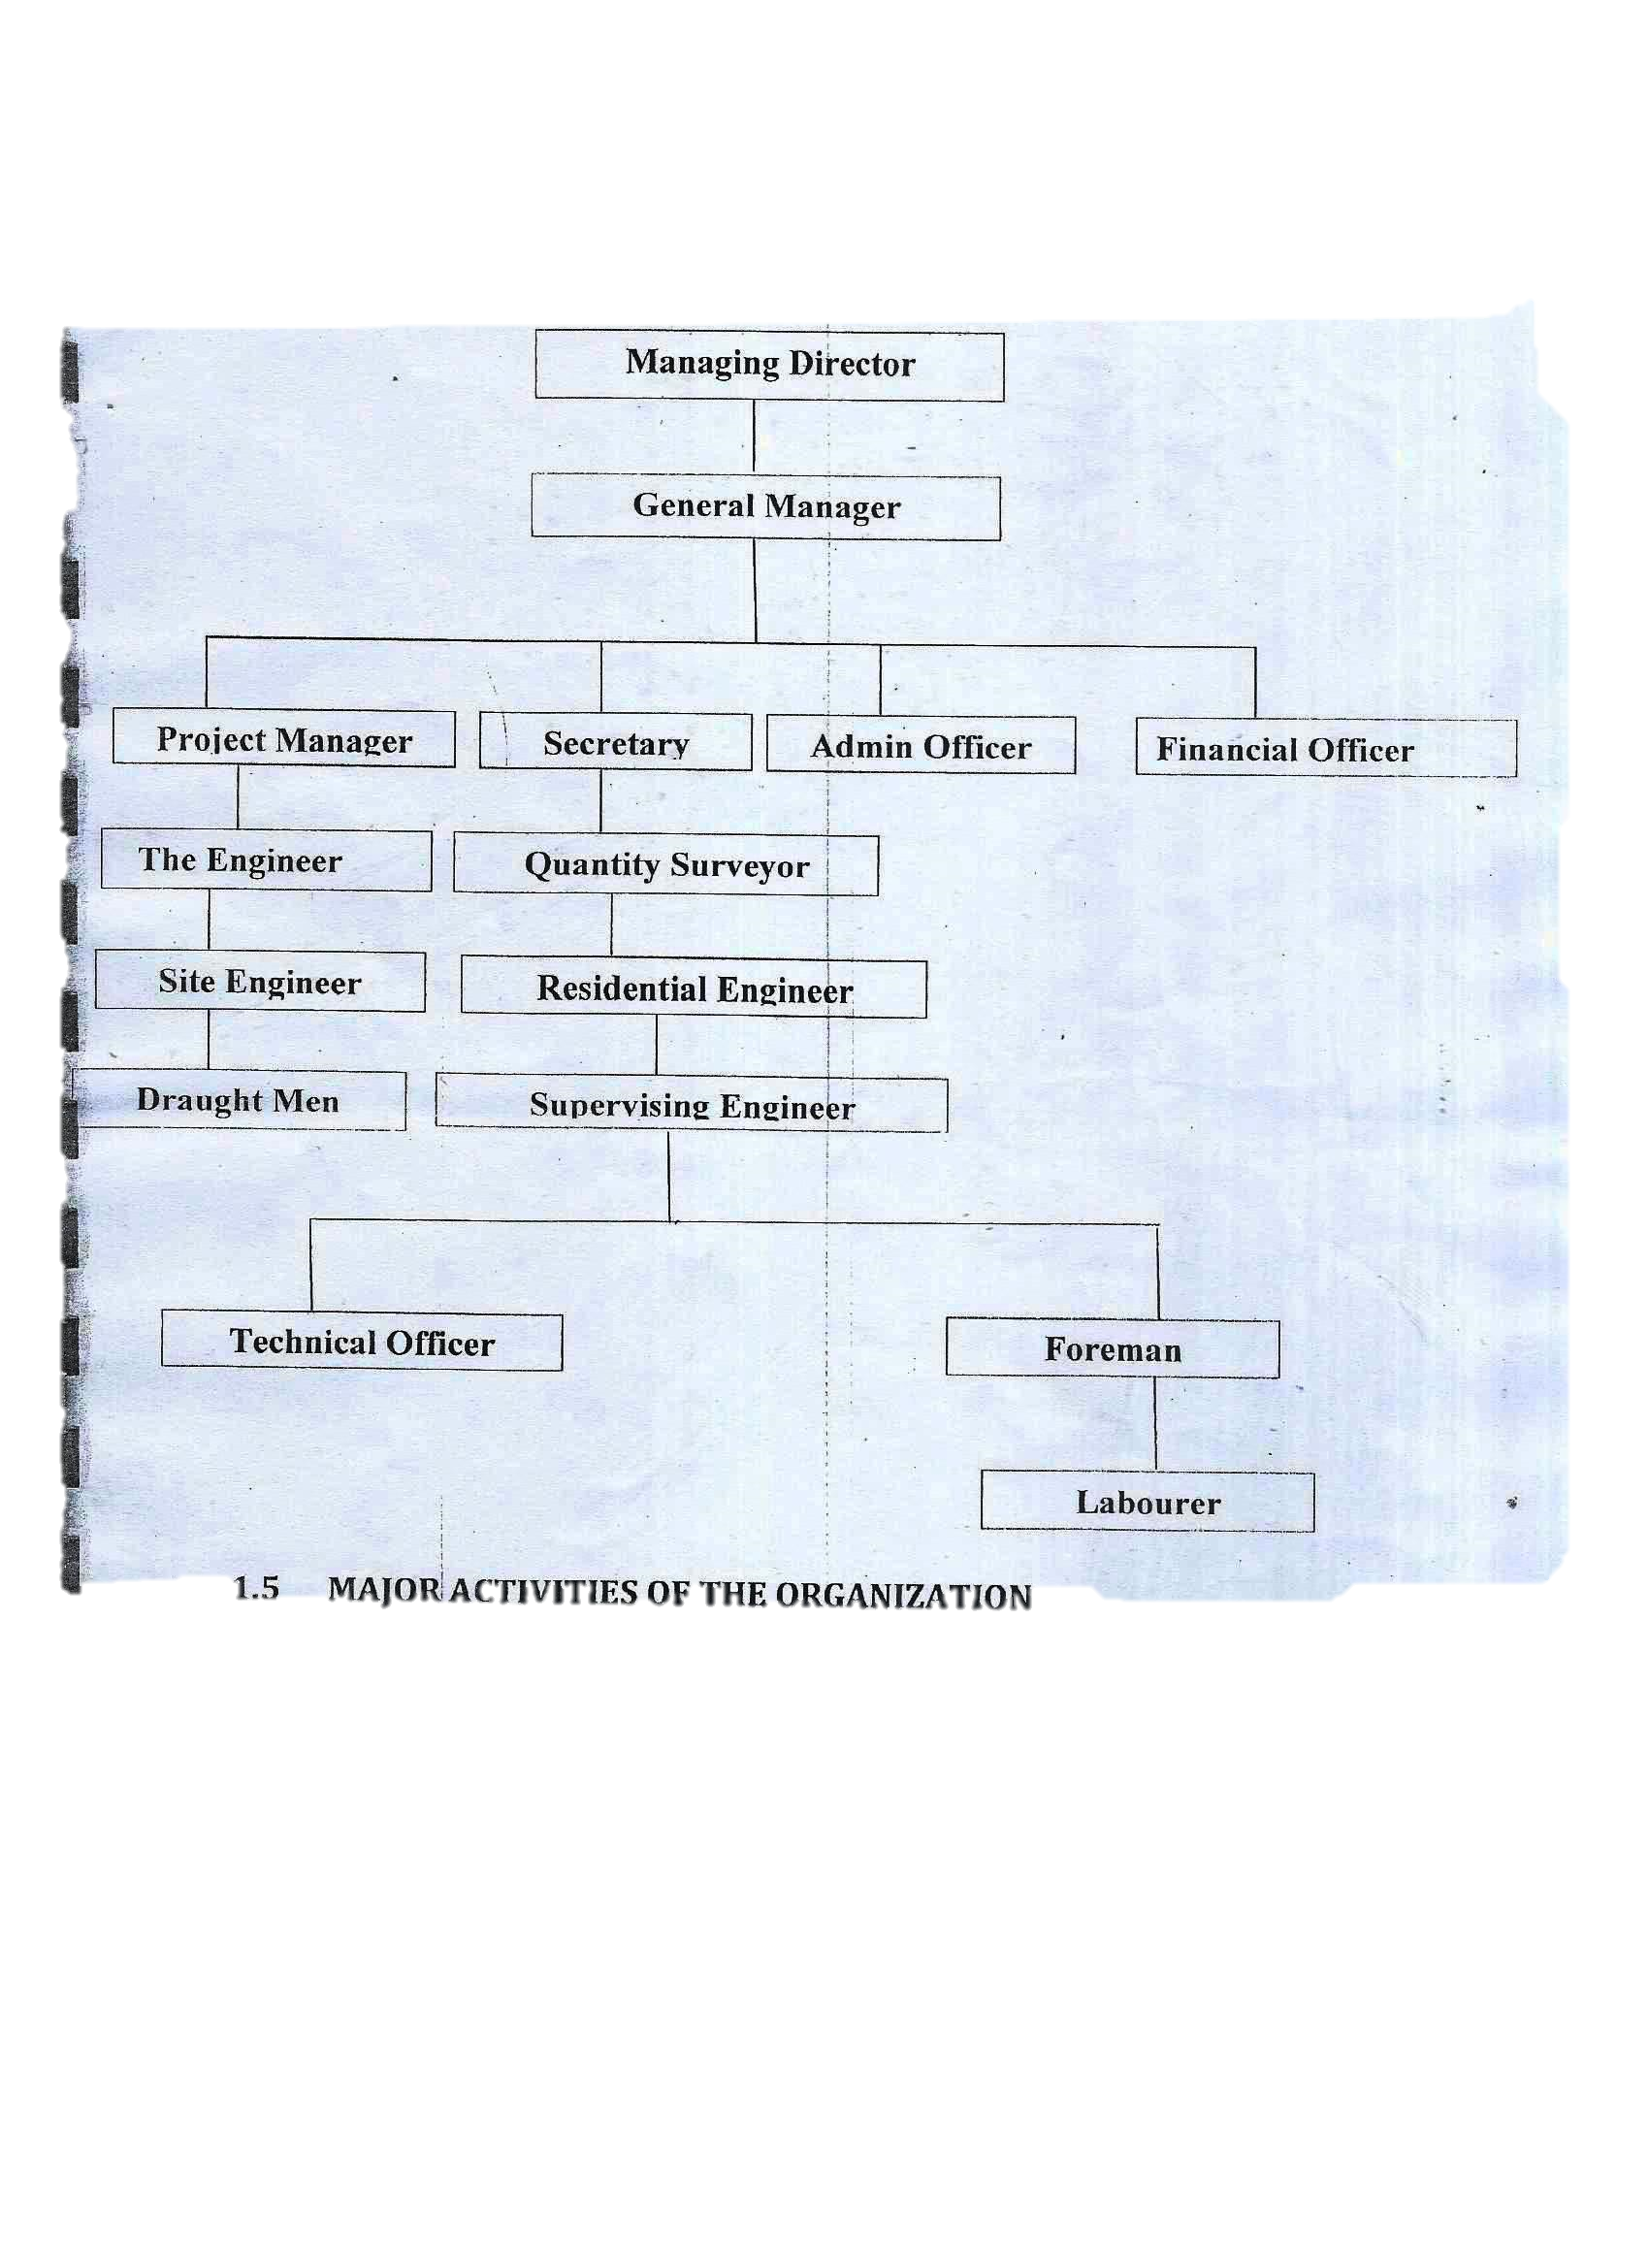 Managing Director
General Manager
Project Manager
Secretary
Admin Officer
Financial Officer
The Engineer
Quantity Surveyor
Site Engineer
Residential Engineer
Draught Men
Supervising Engineer
Technical Officer
Foreman
Labourer
1.5 MAJOR ACTIVITIES OF THE ORGANIZATION